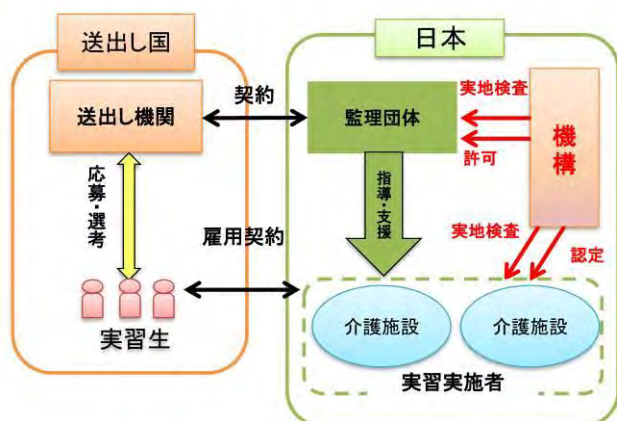 送出し国
日本
送出し機関
契約
監理団体
実地検査
許可
機構
応募・選考
指導・支援
雇用契約
実地検査
認定
実習生
介護施設
介護施設
実習実施者